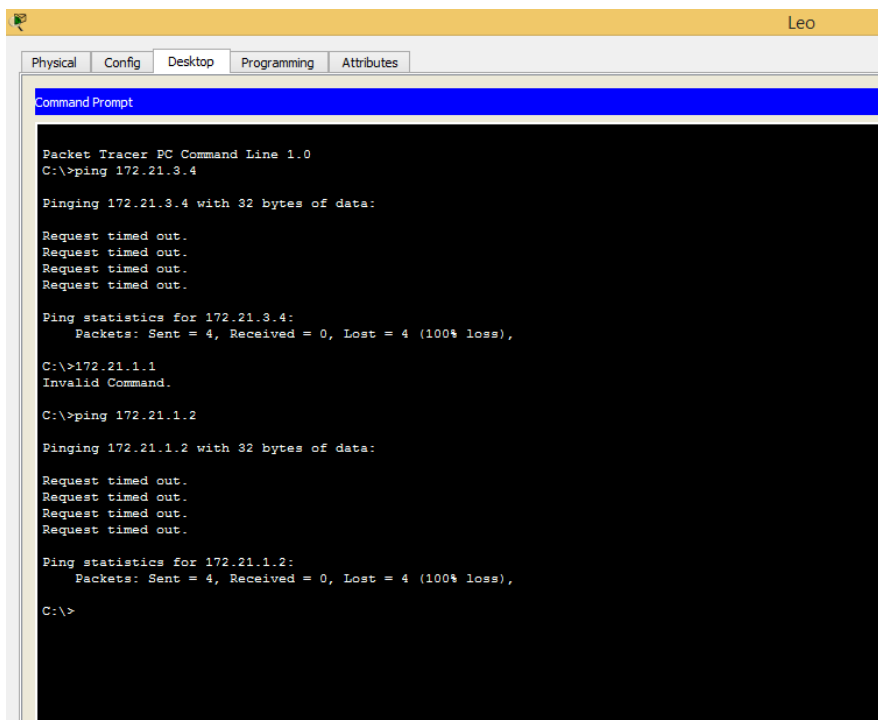 Leo
Physical Config Desktop Programming Attributes
Command Prompt
Packet Tracer PC Command Line 1.0
C:\>ping 172.21.3.4
Pinging 172.21.3.4 with 32 bytes of data:
Request timed out.
Request timed out.
Request timed out.
Request timed out.
Ping statistics for 172.21.3.4:
Packets: Sent = 4, Received = 0, Lost = 4 (100% loss),
C:\>172.21.1.1
Invalid Command.
C:\>ping 172.21.1.2
Pinging 172.21.1.2 with 32 bytes of data:
Request timed out.
Request timed out.
Request timed out.
Request timed out.
Ping statistics for 172.21.1.2:
Packets: Sent = 4, Received = 0, Lost = 4 (100% loss),
C:\>